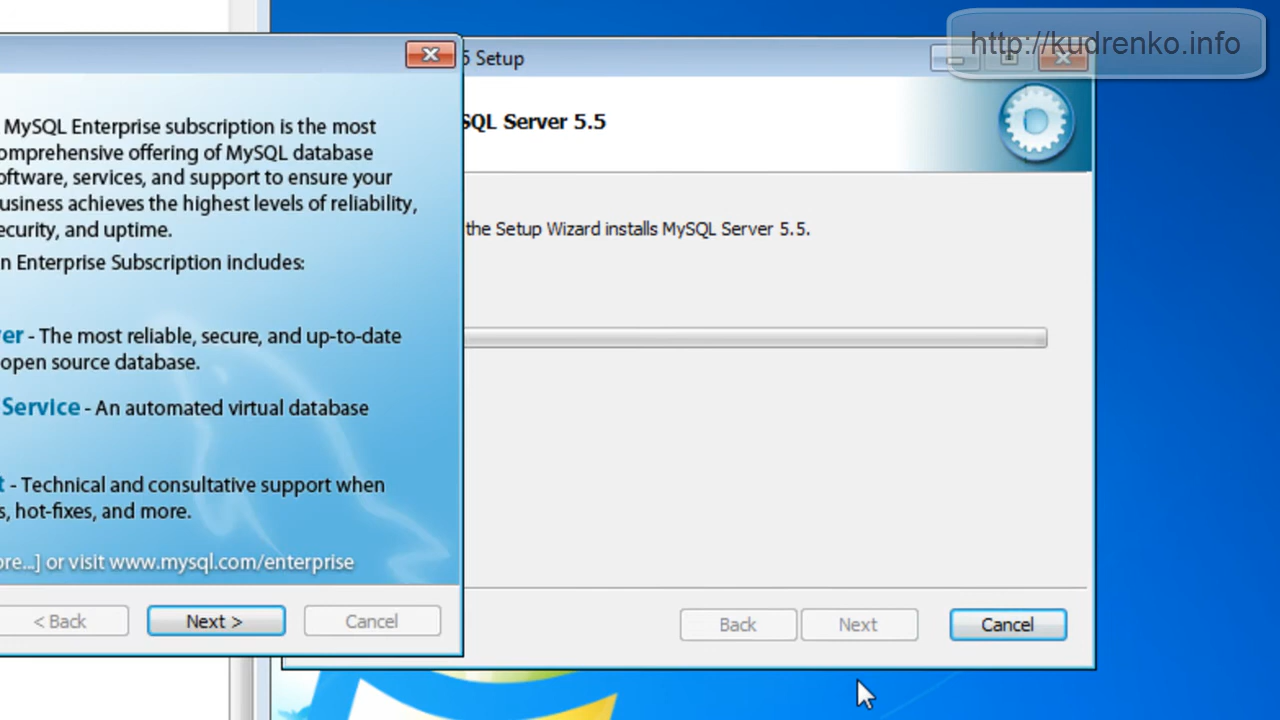 http://kudrenko.info
5 Setup
SQL Server 5.5
the Setup Wizard installs MySQL Server 5.5.
Back
Next
Cancel
MySQL Enterprise subscription is the most
omprehensive offering of MySQL database
oftware, services, and support to ensure your
usiness achieves the highest levels of reliability,
ecurity, and uptime.
n Enterprise Subscription includes:
er - The most reliable, secure, and up-to-date
open source database.
Service - An automated virtual database
t - Technical and consultative support when
s, hot-fixes, and more.
ore...] or visit www.mysql.com/enterprise
< Back
Next >
Cancel